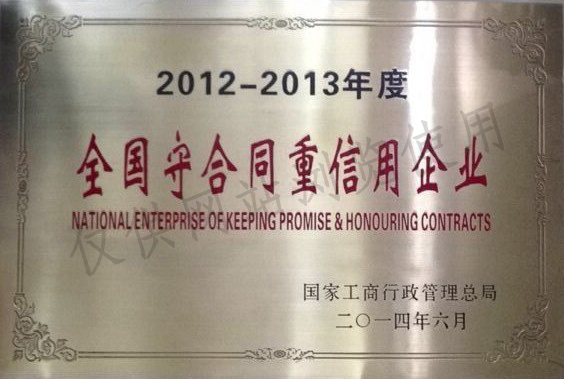 2012-2013年度
全国守合同重信用企业
NATIONAL ENTERPRISE OF KEEPING PROMISE & HONOURING CONTRACTS
国家工商行政管理总局
二〇一四年六月
仅供网站浏览使用